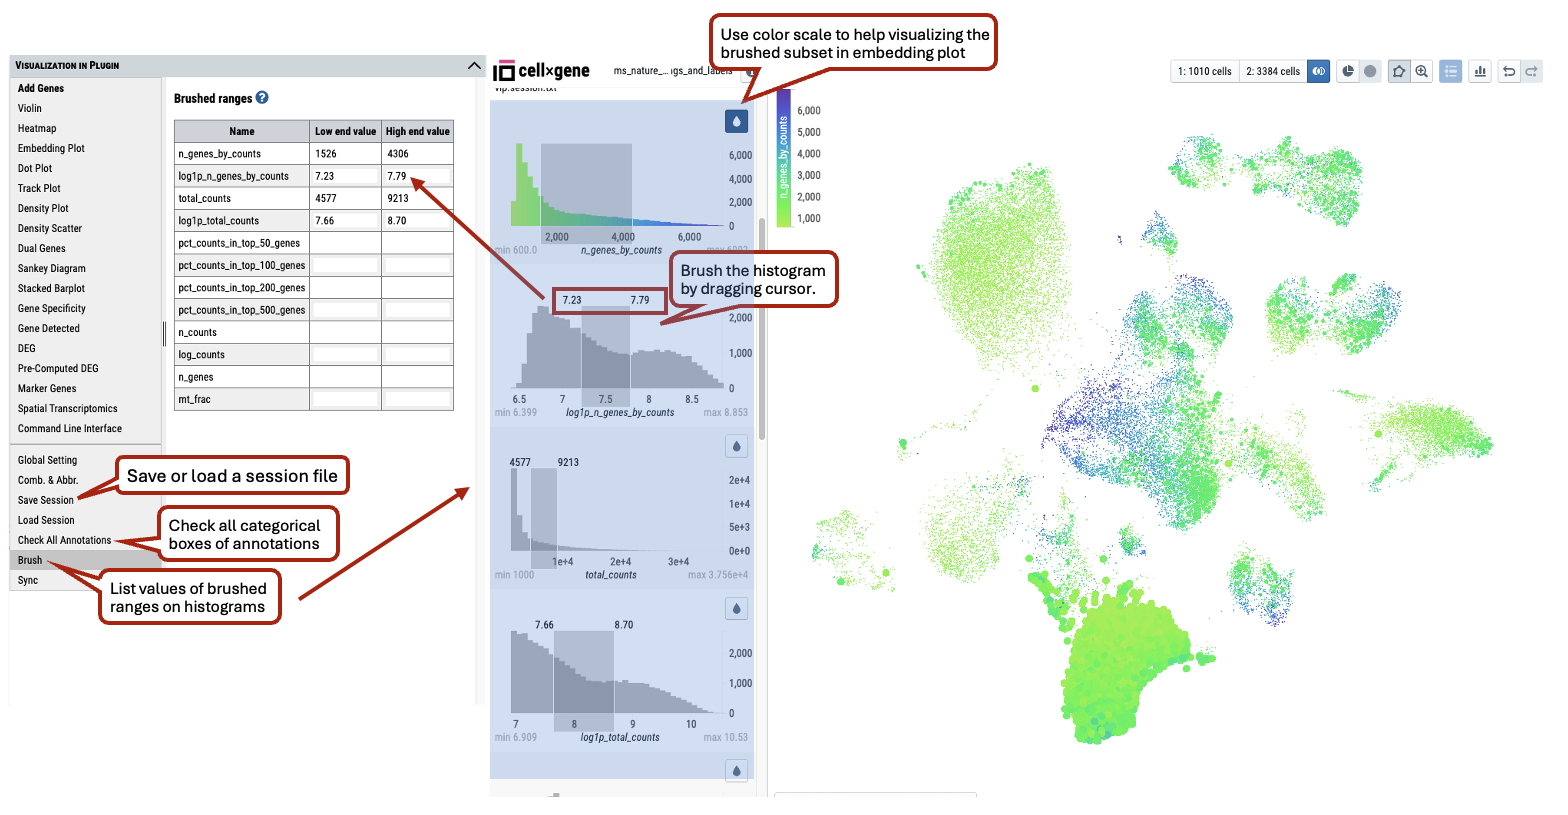 Use color scale to help visualizing the
brushed subset in embedding plot
VISUALIZATION IN PLUGIN
Add Genes
Violin
Heatmap
Embedding Plot
Dot Plot
Track Plot
Density Plot
Density Scatter
Dual Genes
Sankey Diagram
Stacked Barplot
Gene Specificity
Gene Detected
DEG
Pre-Computed DEG
Marker Genes
Spatial Transcriptomics
Command Line Interface
Global Setting
Comb. & Abbr.
Save Session
Load Session
Check All Annotations
Brush
Sync
Save or load a session file
Check all categorical
boxes of annotations
List values of brushed
ranges on histograms
Brushed ranges ?
Name Low end value High end value
n_genes_by_counts 1526 4306
log1p_n_genes_by_counts 7.23 7.79
total_counts 4577 9213
log1p_total_counts 7.66 8.70
pct_counts_in_top_50_genes
pct_counts_in_top_100_genes
pct_counts_in_top_200_genes
pct_counts_in_top_500_genes
n_counts
log_counts
n_genes
mt_frac
cell×gene
ms_nature_... gs_and_labels
vip.session.txt
6,000
4,000
2,000
0
2,000 4,000 6,000
min 600.0 n_genes_by_counts
Brush the histogram
by dragging cursor.
7.23 7.79
2,000
1,000
0
6.5 7 7.5 8 8.5
min 6.399 log1p_n_genes_by_counts max 8.853
4577 9213
2e+4
1e+4
5e+3
0e+0
1e+4 2e+4 3e+4
min 1000 total_counts max 3.756e+4
7.66 8.70
2,000
1,000
0
7 8 9 10
min 6.909 log1p_total_counts max 10.53
n_genes_by_counts
6,000
5,000
4,000
3,000
2,000
1,000
1: 1010 cells 2: 3384 cells